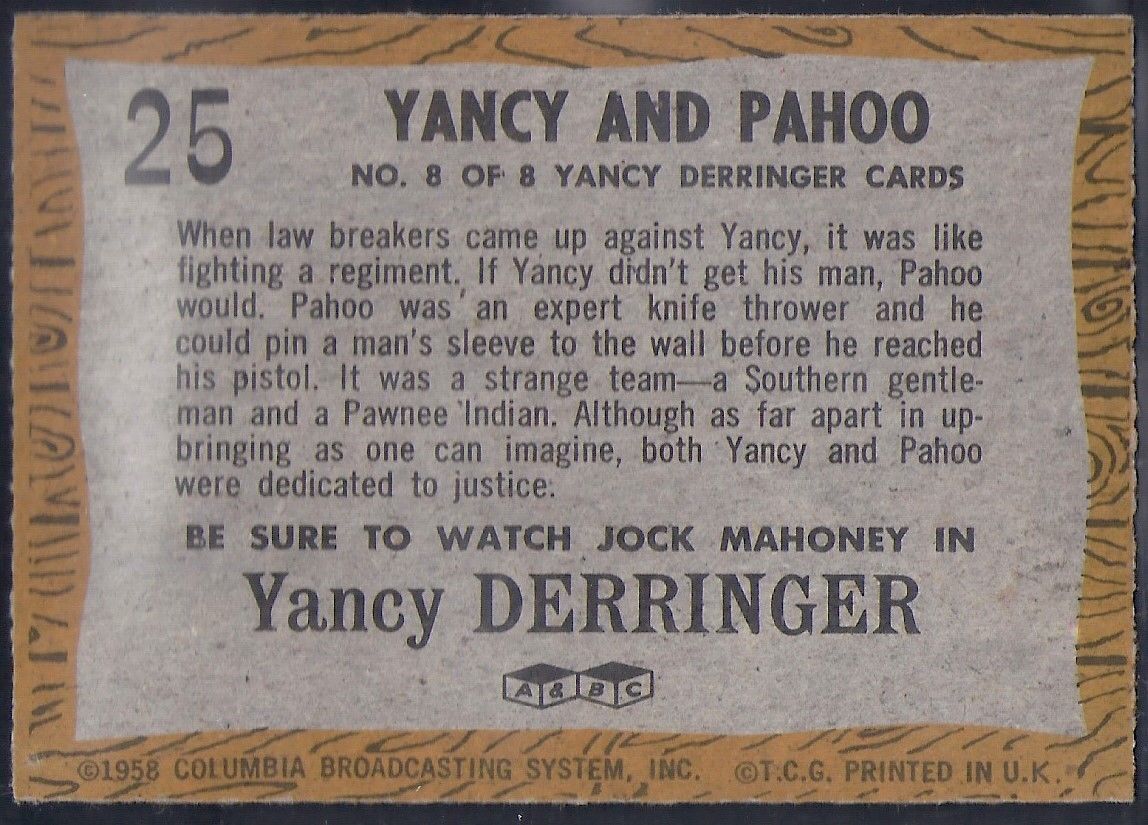 25
YANCY AND PAHOO
NO. 8 OF 8 YANCY DERRINGER CARDS
When law breakers came up against Yancy, it was like
fighting a regiment. If Yancy didn't get his man, Pahoo
would. Pahoo was an expert knife thrower and he
could pin a man's sleeve to the wall before he reached
his pistol. It was a strange team—a Southern gentle-
man and a Pawnee Indian. Although as far apart in up-
bringing as one can imagine, both Yancy and Pahoo
were dedicated to justice.
BE SURE TO WATCH JOCK MAHONEY IN
Yancy DERRINGER
A & B C
©1958 COLUMBIA BROADCASTING SYSTEM, INC. ©T.C.G. PRINTED IN U.K.